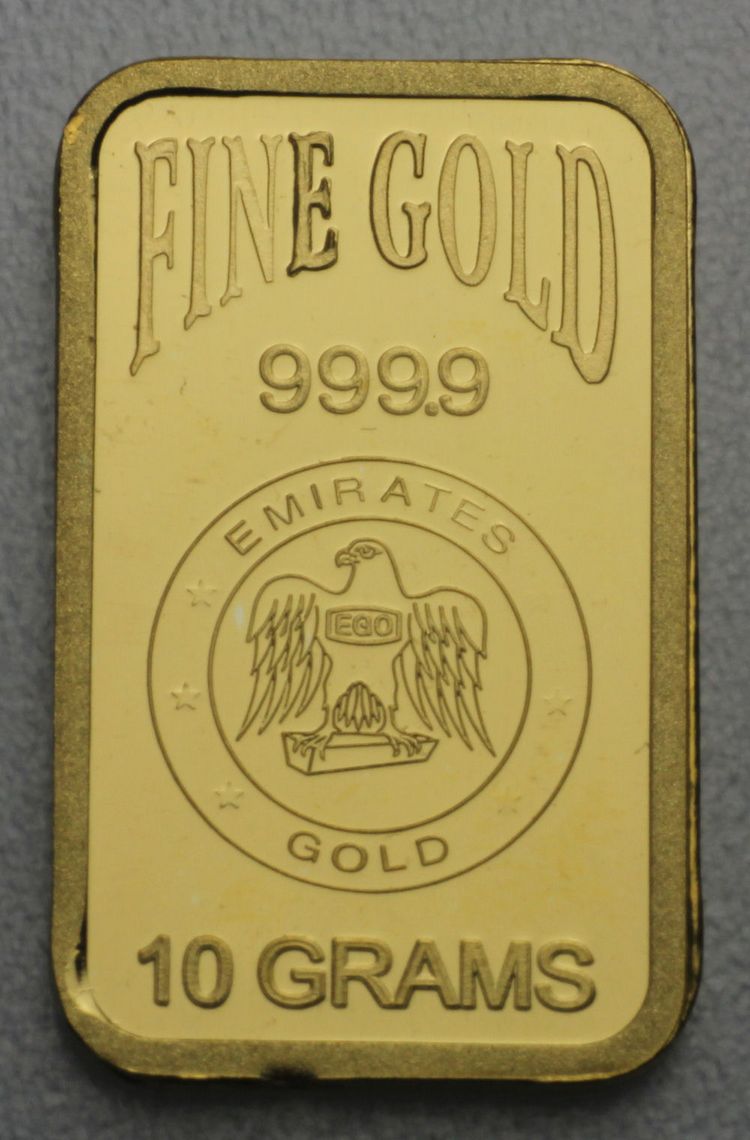 FINE GOLD
999.9
EMIRATES
EGO
GOLD
10 GRAMS